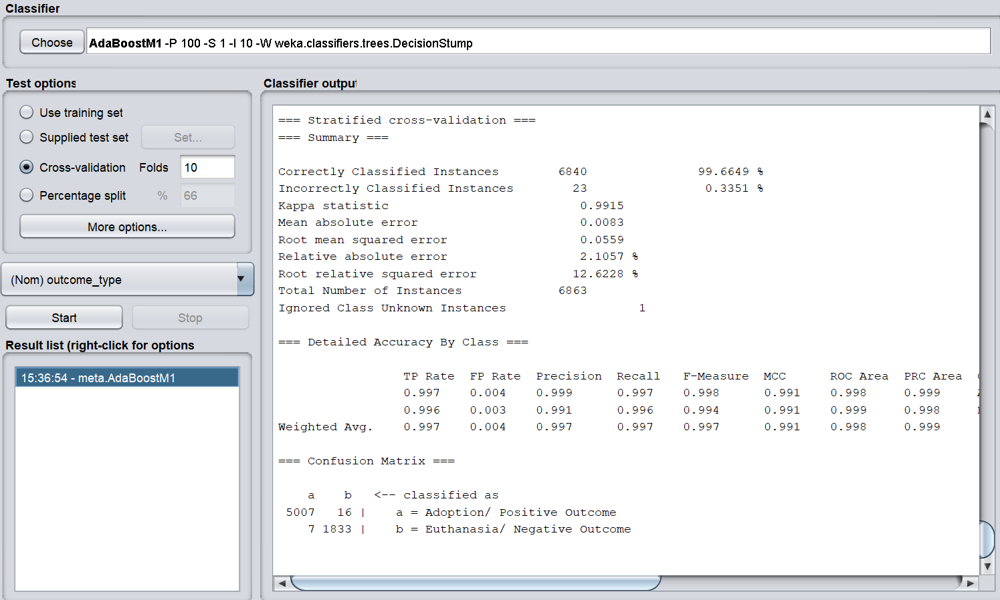 Classifier
Choose
AdaBoostM1 -P 100 -S 1 -I 10 -W weka.classifiers.trees.DecisionStump
Test options
Use training set
Supplied test set Set...
Cross-validation Folds 10
Percentage split % 66
More options...
(Nom) outcome_type
Start Stop
Result list (right-click for options
15:36:54 - meta.AdaBoostM1
Classifier output
=== Stratified cross-validation ===
=== Summary ===
Correctly Classified Instances 6840 99.6649 %
Incorrectly Classified Instances 23 0.3351 %
Kappa statistic 0.9915
Mean absolute error 0.0083
Root mean squared error 0.0559
Relative absolute error 2.1057 %
Root relative squared error 12.6228 %
Total Number of Instances 6863
Ignored Class Unknown Instances 1
=== Detailed Accuracy By Class ===
TP Rate FP Rate Precision Recall F-Measure MCC ROC Area PRC Area
0.997 0.004 0.999 0.997 0.998 0.991 0.998 0.999
0.996 0.003 0.991 0.996 0.994 0.991 0.999 0.998
Weighted Avg. 0.997 0.004 0.997 0.997 0.997 0.991 0.998 0.999
=== Confusion Matrix ===
a b <-- classified as
5007 16 | a = Adoption/ Positive Outcome
7 1833 | b = Euthanasia/ Negative Outcome